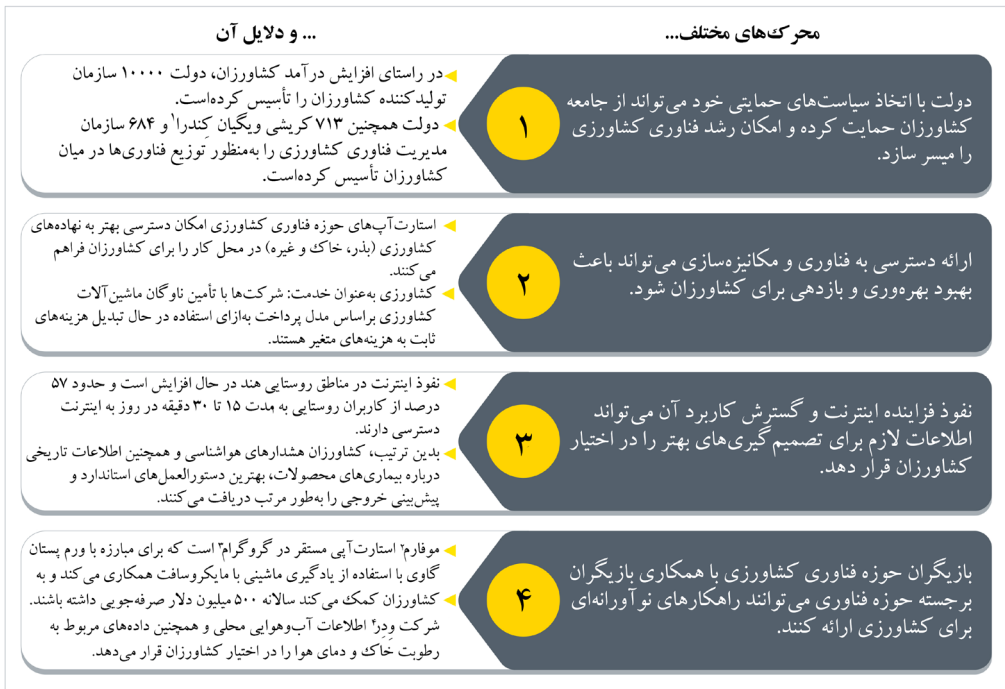 محرک‌های مختلف...
... و دلایل آن
۱
دولت با اتخاذ سیاست‌های حمایتی خود می‌تواند از جامعه
کشاورزان حمایت کرده و امکان رشد فناوری کشاورزی
را میسر سازد.
در راستای افزایش درآمد کشاورزان، دولت ۱۰۰۰۰ سازمان
تولیدکننده کشاورزان را تأسیس کرده‌است.
دولت همچنین ۷۱۳ کریشی ویگیان کِندرا۱ و ۶۸۴ سازمان
مدیریت فناوری کشاورزی را به‌منظور توزیع فناوری‌ها در میان
کشاورزان تأسیس کرده‌است.
۲
ارائه دسترسی به فناوری و مکانیزه‌سازی می‌تواند باعث
بهبود بهره‌وری و بازدهی برای کشاورزان شود.
استارت‌آپ‌های حوزه فناوری کشاورزی امکان دسترسی بهتر به نهاده‌های
کشاورزی (بذر، خاک و غیره) در محل کار را برای کشاورزان فراهم
می‌کنند.
کشاورزی به‌عنوان خدمت: شرکت‌ها با تأمین ناوگان ماشین‌آلات
کشاورزی براساس مدل پرداخت به‌ازای استفاده در حال تبدیل هزینه‌های
ثابت به هزینه‌های متغیر هستند.
۳
نفوذ فزاینده اینترنت و گسترش کاربرد آن می‌تواند
اطلاعات لازم برای تصمیم‌گیری‌های بهتر را در اختیار
کشاورزان قرار دهد.
نفوذ اینترنت در مناطق روستایی هند در حال افزایش است و حدود ۵۷
درصد از کاربران روستایی به مدت ۱۵ تا ۳۰ دقیقه در روز به اینترنت
دسترسی دارند.
بدین ترتیب، کشاورزان هشدارهای هواشناسی و همچنین اطلاعات تاریخی
درباره بیماری‌های محصولات، بهترین دستورالعمل‌های استاندارد و
پیش‌بینی خروجی را به‌طور مرتب دریافت می‌کنند.
۴
بازیگران حوزه فناوری کشاورزی با همکاری بازیگران
برجسته حوزه فناوری می‌توانند راهکارهای نوآورانه‌ای
برای کشاورزی ارائه کنند.
موفارم۲ استارت‌آپی مستقر در گروگرام۳ است که برای مبارزه با ورم پستان
گاوی با استفاده از یادگیری ماشینی با مایکروسافت همکاری می‌کند و به
کشاورزان کمک می‌کند سالانه ۵۰۰ میلیون دلار صرفه‌جویی داشته باشند.
شرکت وِدِر۴ اطلاعات آب‌وهوایی محلی و همچنین داده‌های مربوط به
رطوبت خاک و دمای هوا را در اختیار کشاورزان قرار می‌دهد.